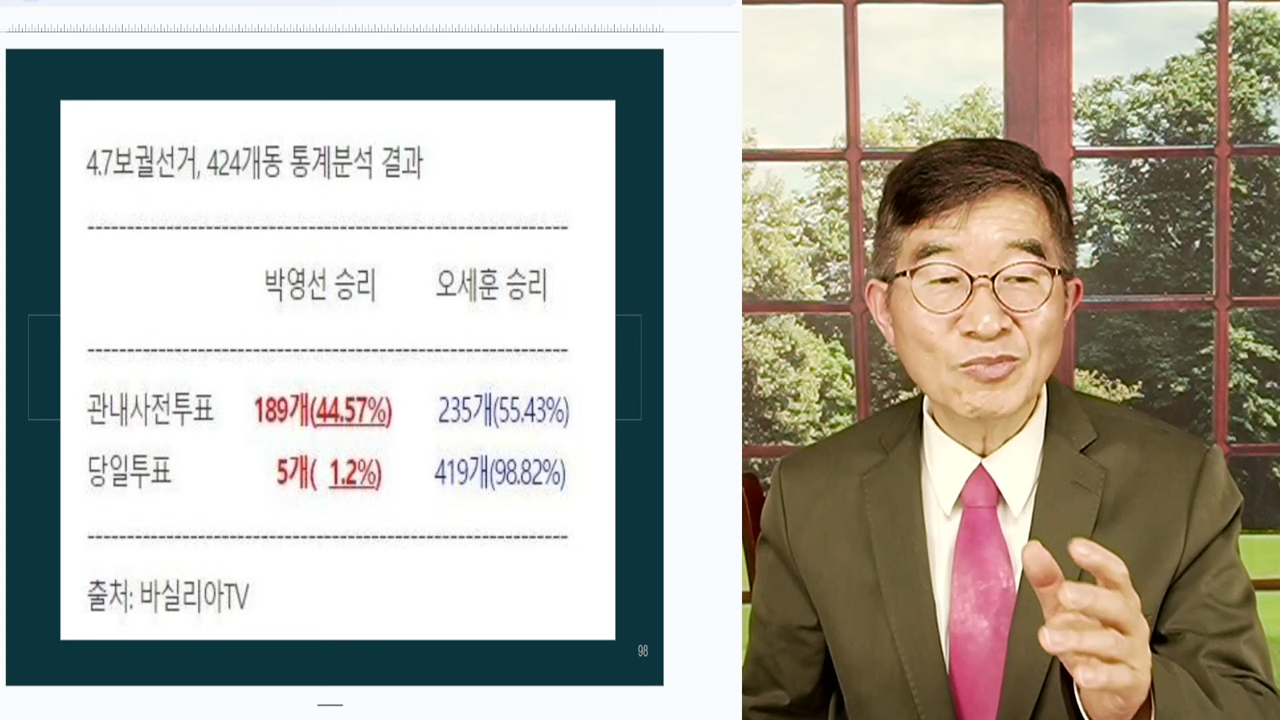 4.7보궐선거, 424개동 통계분석 결과
박영선 승리 오세훈 승리
관내사전투표 189개(44.57%) 235개(55.43%)
당일투표 5개( 1.2%) 419개(98.82%)
출처: 바실리아TV
98